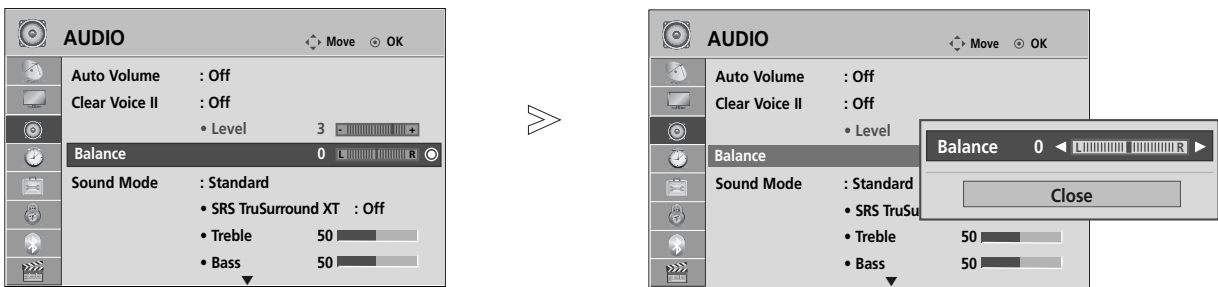 AUDIO Move OK
Auto Volume : Off
Clear Voice II : Off
• Level 3 - +
Balance 0 L R
Sound Mode : Standard
• SRS TruSurround XT : Off
• Treble 50
• Bass 50
AUDIO Move OK
Auto Volume : Off
Clear Voice II : Off
• Level
Balance
Sound Mode : Standard
• SRS TruSu
• Treble 50
• Bass 50
Balance 0 L R
Close